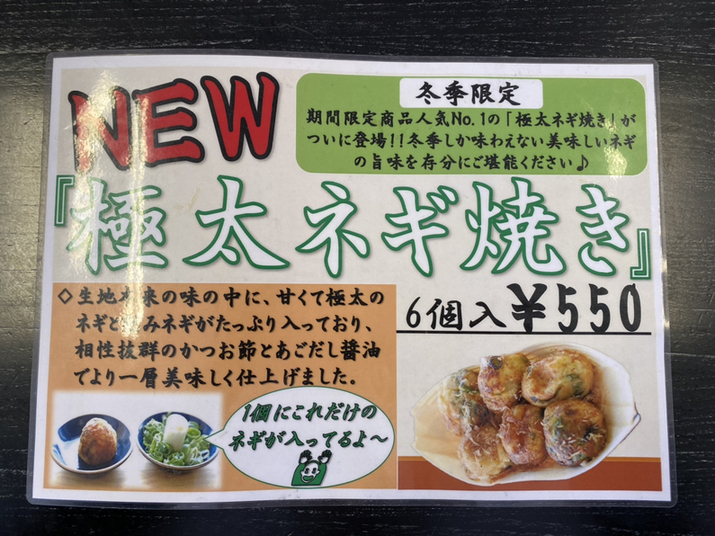 NEW
冬季限定
期間限定商品人気No.1の「極太ネギ焼き」が
ついに登場!!冬季しか味わえない美味しいネギ
の旨味を存分にご堪能ください♪
『極太ネギ焼き』
◇生地本来の味の中に、甘くて極太の
ネギと みネギがたっぷり入っており、
相性抜群のかつお節とあごだし醤油
でより一層美味しく仕上げました。
6個入￥550
1個にこれだけの
ネギが入ってるよ～